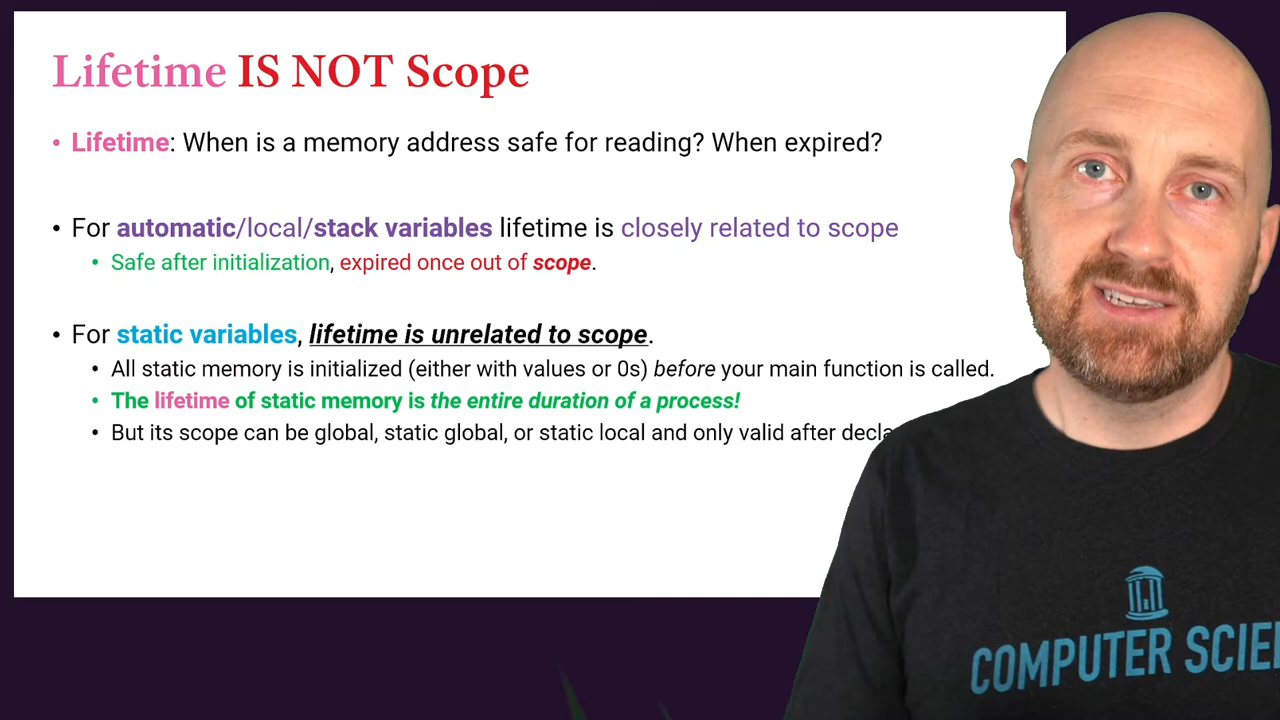 Lifetime IS NOT Scope
• Lifetime: When is a memory address safe for reading? When expired?
• For automatic/local/stack variables lifetime is closely related to scope
• Safe after initialization, expired once out of scope.
• For static variables, lifetime is unrelated to scope.
• All static memory is initialized (either with values or 0s) before your main function is called.
• The lifetime of static memory is the entire duration of a process!
• But its scope can be global, static global, or static local and only valid after
COMPUTER